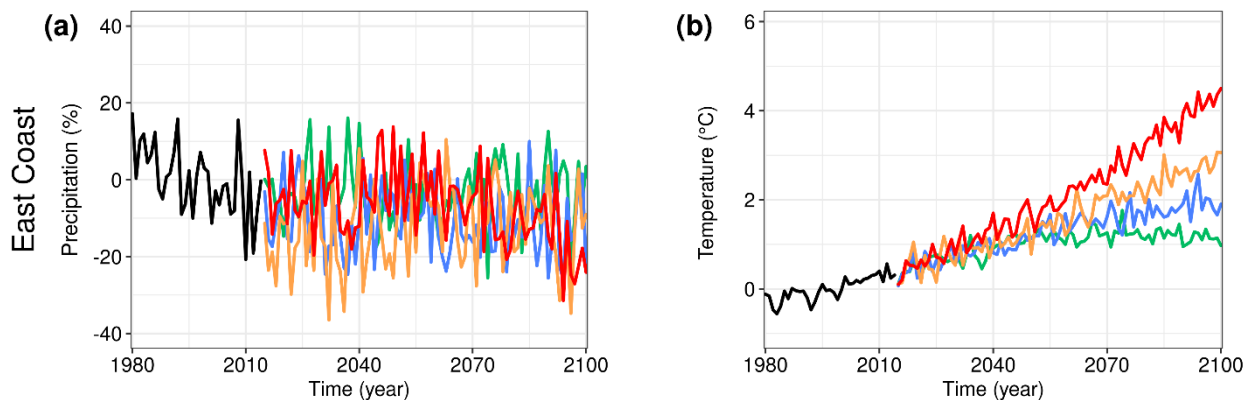 (a)
East Coast
Precipitation (%)
40
20
0
-20
-40
1980 2010 2040 2070 2100
Time (year)
(b)
Temperature (°C)
6
4
2
0
1980 2010 2040 2070 2100
Time (year)